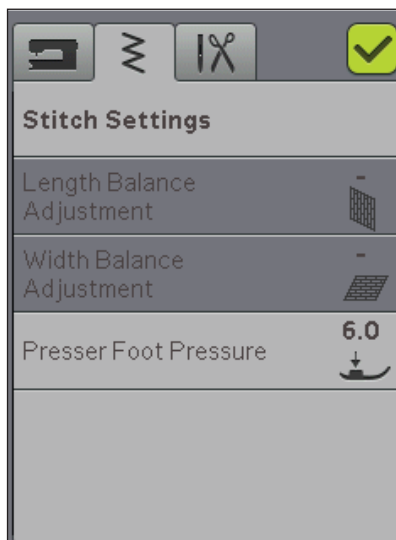 Stitch Settings
Length Balance
Adjustment
-
Width Balance
Adjustment
-
Presser Foot Pressure
6.0